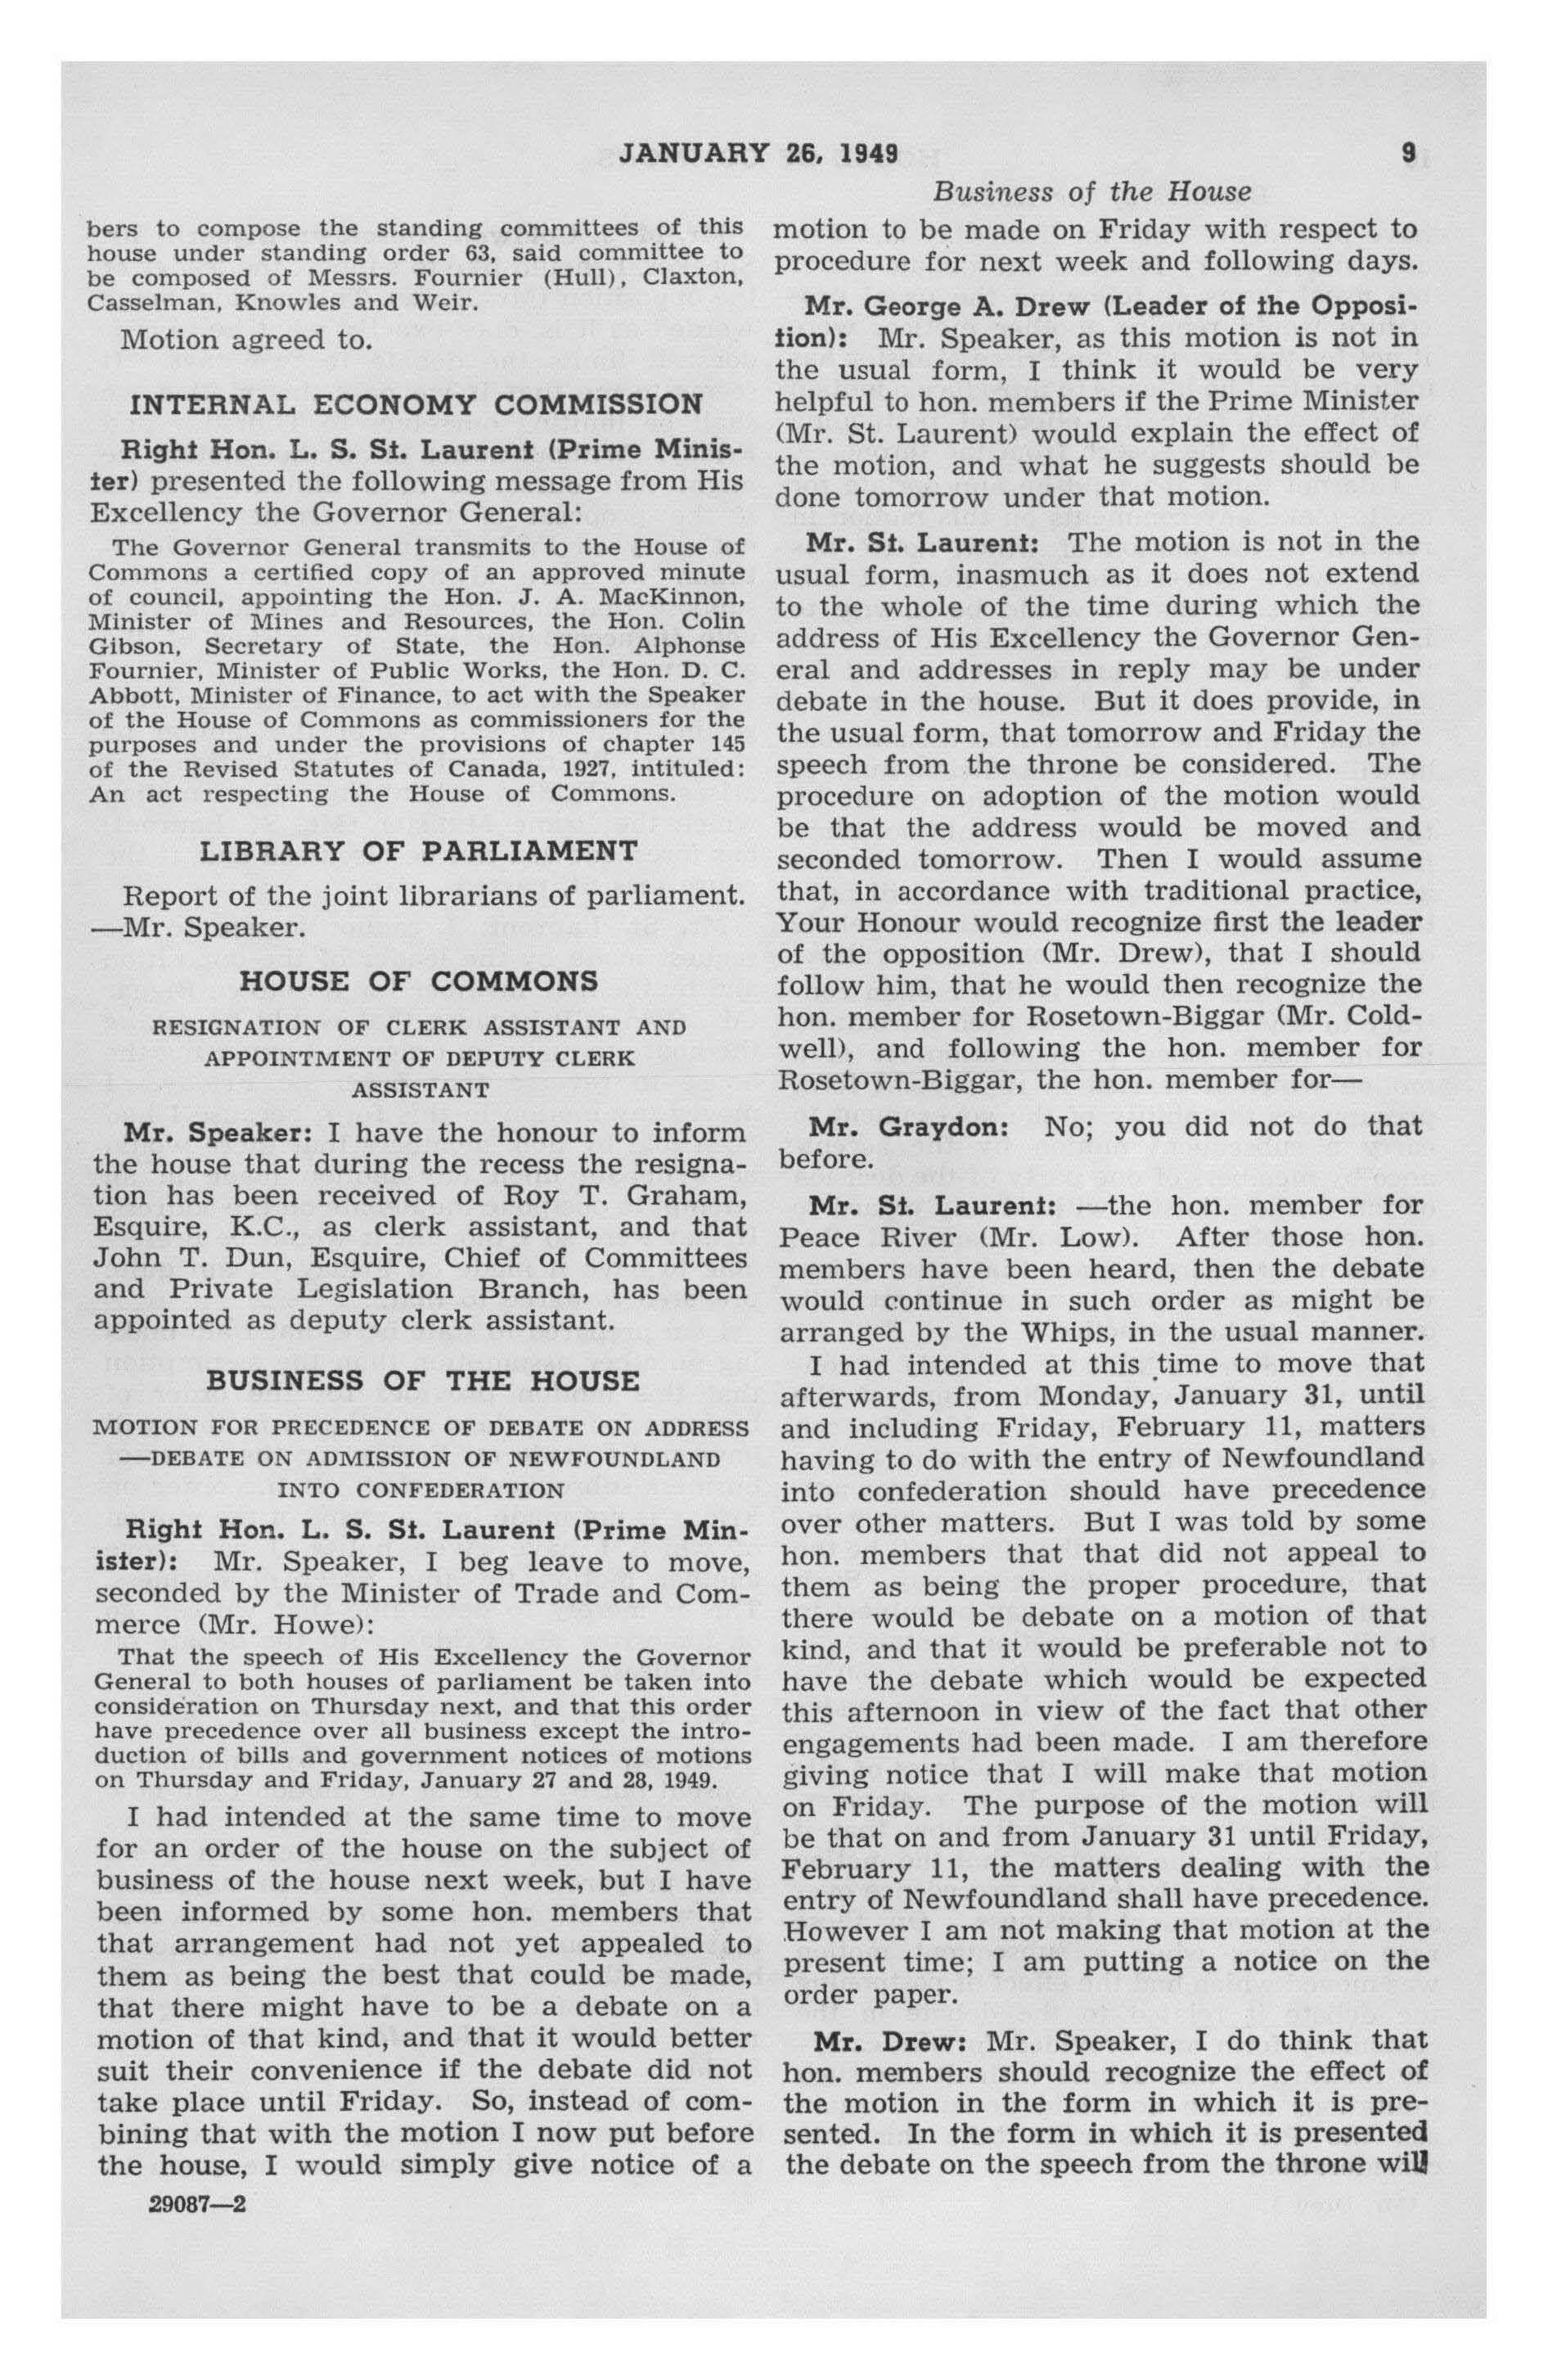 JANUARY 26, 1949
9
Business of the House
bers to compose the standing committees of this
house under standing order 63, said committee to
be composed of Messrs. Fournier (Hull), Claxton,
Casselman, Knowles and Weir.
Motion agreed to.
INTERNAL ECONOMY COMMISSION
Right Hon. L. S. St. Laurent (Prime Minis-
ter) presented the following message from His
Excellency the Governor General:
The Governor General transmits to the House of
Commons a certified copy of an approved minute
of council, appointing the Hon. J. A. MacKinnon,
Minister of Mines and Resources, the Hon. Colin
Gibson, Secretary of State, the Hon. Alphonse
Fournier, Minister of Public Works, the Hon. D. C.
Abbott, Minister of Finance, to act with the Speaker
of the House of Commons as commissioners for the
purposes and under the provisions of chapter 145
of the Revised Statutes of Canada, 1927, intituled:
An act respecting the House of Commons.
LIBRARY OF PARLIAMENT
Report of the joint librarians of parliament.
—Mr. Speaker.
HOUSE OF COMMONS
RESIGNATION OF CLERK ASSISTANT AND
APPOINTMENT OF DEPUTY CLERK
ASSISTANT
Mr. Speaker: I have the honour to inform
the house that during the recess the resigna-
tion has been received of Roy T. Graham,
Esquire, K.C., as clerk assistant, and that
John T. Dun, Esquire, Chief of Committees
and Private Legislation Branch, has been
appointed as deputy clerk assistant.
BUSINESS OF THE HOUSE
MOTION FOR PRECEDENCE OF DEBATE ON ADDRESS
—DEBATE ON ADMISSION OF NEWFOUNDLAND
INTO CONFEDERATION
Right Hon. L. S. St. Laurent (Prime Min-
ister): Mr. Speaker, I beg leave to move,
seconded by the Minister of Trade and Com-
merce (Mr. Howe):
That the speech of His Excellency the Governor
General to both houses of parliament be taken into
consideration on Thursday next, and that this order
have precedence over all business except the intro-
duction of bills and government notices of motions
on Thursday and Friday, January 27 and 28, 1949.
I had intended at the same time to move
for an order of the house on the subject of
business of the house next week, but I have
been informed by some hon. members that
that arrangement had not yet appealed to
them as being the best that could be made,
that there might have to be a debate on a
motion of that kind, and that it would better
suit their convenience if the debate did not
take place until Friday. So, instead of com-
bining that with the motion I now put before
the house, I would simply give notice of a
29087—2
motion to be made on Friday with respect to
procedure for next week and following days.
Mr. George A. Drew (Leader of the Opposi-
tion): Mr. Speaker, as this motion is not in
the usual form, I think it would be very
helpful to hon. members if the Prime Minister
(Mr. St. Laurent) would explain the effect of
the motion, and what he suggests should be
done tomorrow under that motion.
Mr. St. Laurent: The motion is not in the
usual form, inasmuch as it does not extend
to the whole of the time during which the
address of His Excellency the Governor Gen-
eral and addresses in reply may be under
debate in the house. But it does provide, in
the usual form, that tomorrow and Friday the
speech from the throne be considered. The
procedure on adoption of the motion would
be that the address would be moved and
seconded tomorrow. Then I would assume
that, in accordance with traditional practice,
Your Honour would recognize first the leader
of the opposition (Mr. Drew), that I should
follow him, that he would then recognize the
hon. member for Rosetown-Biggar (Mr. Cold-
well), and following the hon. member for
Rosetown-Biggar, the hon. member for—
Mr. Graydon: No; you did not do that
before.
Mr. St. Laurent: —the hon. member for
Peace River (Mr. Low). After those hon.
members have been heard, then the debate
would continue in such order as might be
arranged by the Whips, in the usual manner.
I had intended at this time to move that
afterwards, from Monday, January 31, until
and including Friday, February 11, matters
having to do with the entry of Newfoundland
into confederation should have precedence
over other matters. But I was told by some
hon. members that that did not appeal to
them as being the proper procedure, that
there would be debate on a motion of that
kind, and that it would be preferable not to
have the debate which would be expected
this afternoon in view of the fact that other
engagements had been made. I am therefore
giving notice that I will make that motion
on Friday. The purpose of the motion will
be that on and from January 31 until Friday,
February 11, the matters dealing with the
entry of Newfoundland shall have precedence.
However I am not making that motion at the
present time; I am putting a notice on the
order paper.
Mr. Drew: Mr. Speaker, I do think that
hon. members should recognize the effect of
the motion in the form in which it is pre-
sented. In the form in which it is presented
the debate on the speech from the throne will